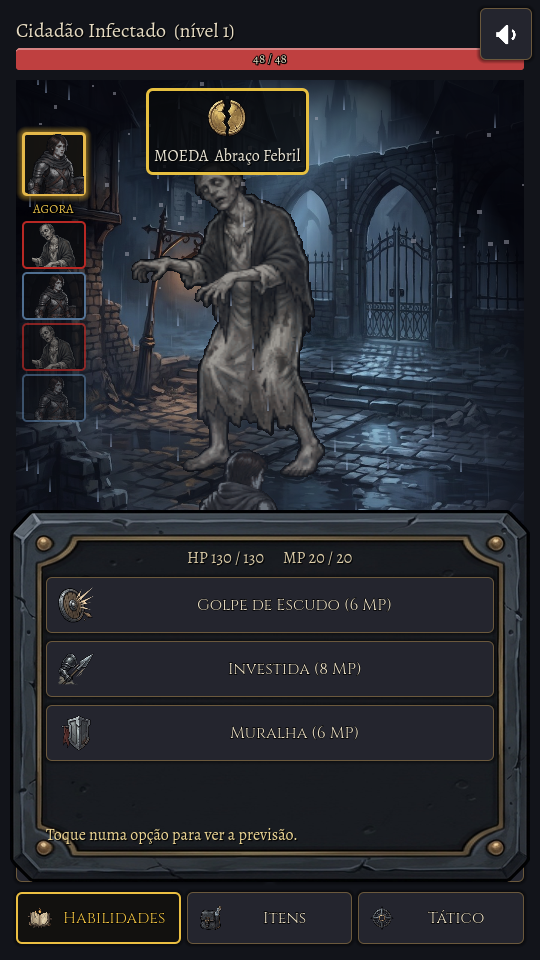 Cidadão Infectado (nível 1)
48 / 48
MOEDA Abraço Febril
AGORA
HP 130 / 130 MP 20 / 20
Golpe de Escudo (6 MP)
Investida (8 MP)
Muralha (6 MP)
Toque numa opção para ver a previsão.
Habilidades
Itens
Tático